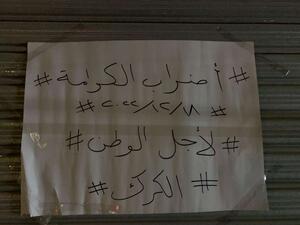 # أضراب الكرامة #
# ٢٠٢٢/١٢/٨ #
# لأجل الوطن #
# الكرك #